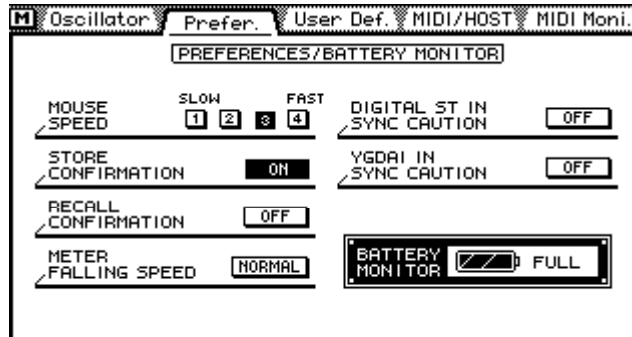 M Oscillator Prefer. User Def. MIDI/HOST MIDI Moni.
PREFERENCES/BATTERY MONITOR
MOUSE
SPEED
SLOW FAST
1 2 3 4
STORE
CONFIRMATION ON
RECALL
CONFIRMATION OFF
METER
FALLING SPEED NORMAL
DIGITAL ST IN
SYNC CAUTION OFF
YGDAI IN
SYNC CAUTION OFF
BATTERY
MONITOR FULL